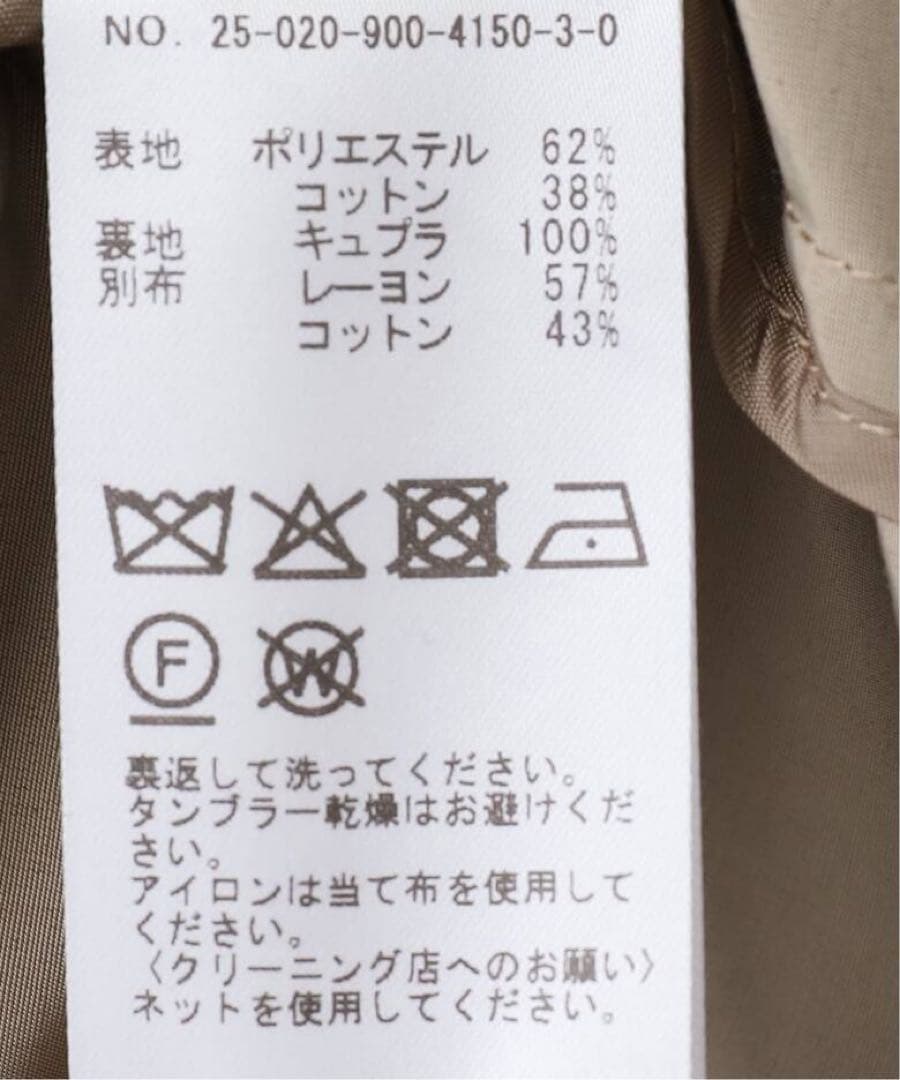 NO. 25-020-900-4150-3-0
表地 ポリエステル 62%
コットン 38%
裏地 キュプラ 100%
別布 レーヨン 57%
コットン 43%
F W
裏返して洗ってください。
タンブラー乾燥はお避けくだ
さい。
アイロンは当て布を使用して
ください。
〈クリーニング店へのお願い〉
ネットを使用してください。